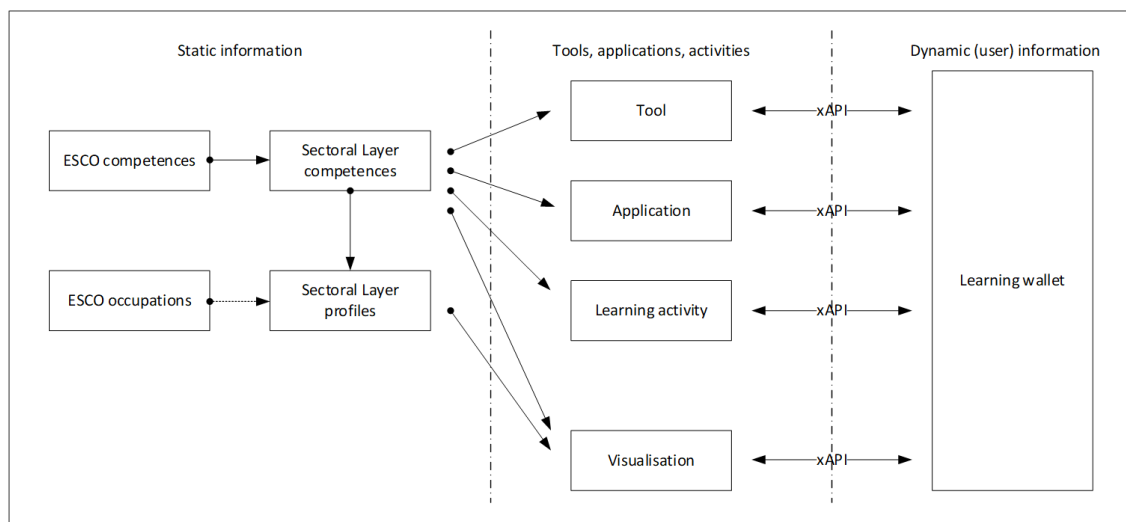 Static information
Tools, applications, activities
Dynamic (user) information
ESCO competences
Sectoral Layer
competences
ESCO occupations
Sectoral Layer
profiles
Tool
Application
Learning activity
Visualisation
xAPI
xAPI
xAPI
xAPI
Learning wallet